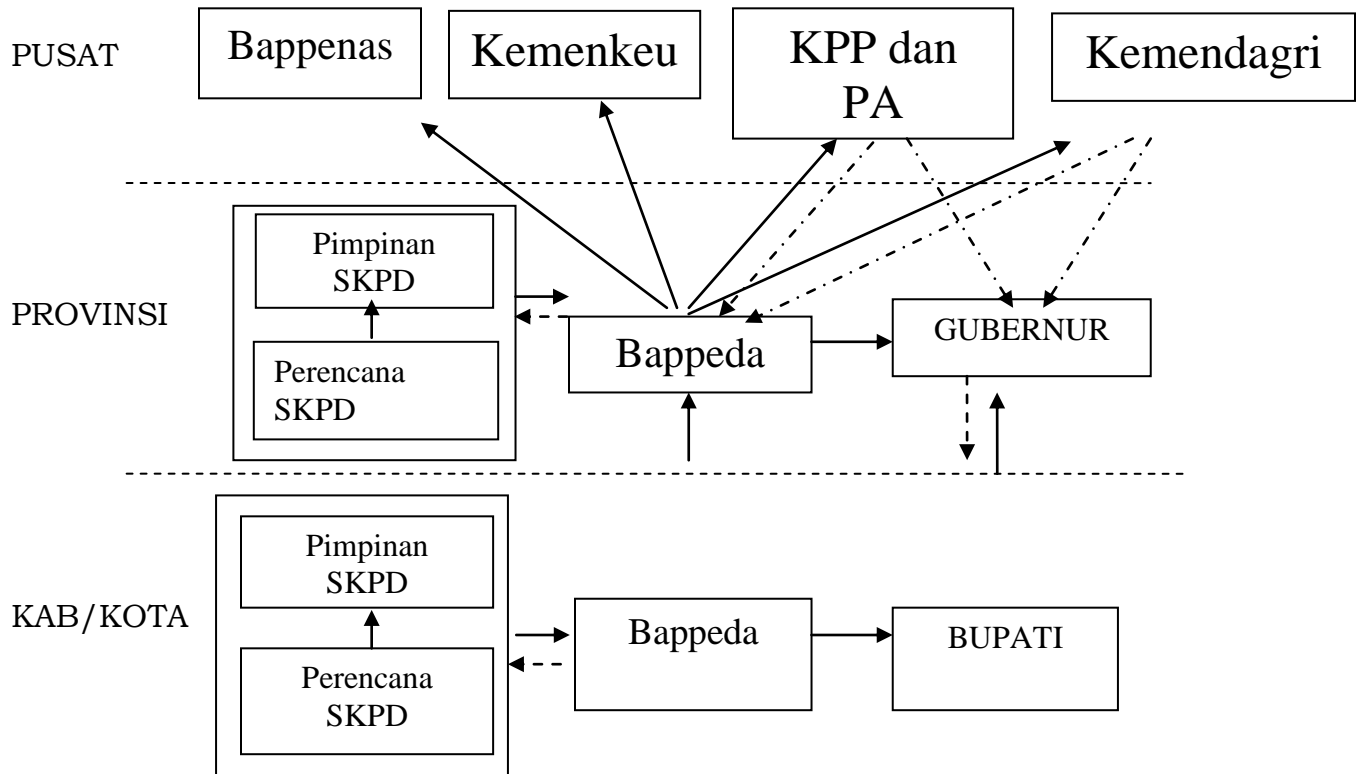 PUSAT
Bappenas
Kemenkeu
KPP dan
PA
Kemendagri
PROVINSI
Pimpinan
SKPD
Perencana
SKPD
Bappeda
GUBERNUR
KAB/KOTA
Pimpinan
SKPD
Perencana
SKPD
Bappeda
BUPATI